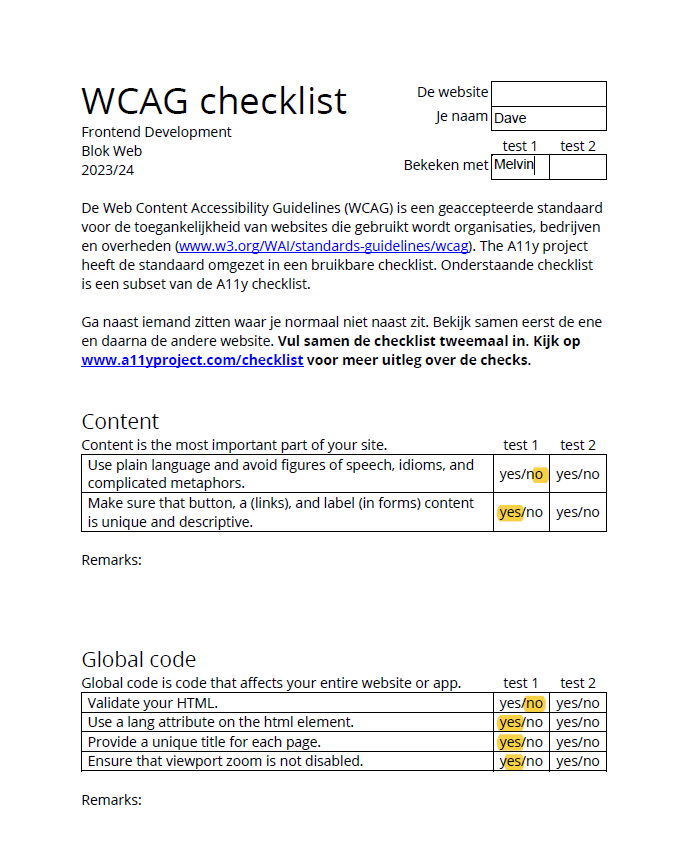 WCAG checklist
Frontend Development
Blok Web
2023/24
De website
Je naam Dave
test 1 test 2
Bekeken met Melvin
De Web Content Accessibility Guidelines (WCAG) is een geaccepteerde standaard
voor de toegankelijkheid van websites die gebruikt wordt organisaties, bedrijven
en overheden (www.w3.org/WAI/standards-guidelines/wcag). The A11y project
heeft de standaard omgezet in een bruikbare checklist. Onderstaande checklist
is een subset van de A11y checklist.
Ga naast iemand zitten waar je normaal niet naast zit. Bekijk samen eerst de ene
en daarna de andere website. Vul samen de checklist tweemaal in. Kijk op
www.a11yproject.com/checklist voor meer uitleg over de checks.
Content
Content is the most important part of your site. test 1 test 2
Use plain language and avoid figures of speech, idioms, and
complicated metaphors.
yes/no yes/no
Make sure that button, a (links), and label (in forms) content
is unique and descriptive.
yes/no yes/no
Remarks:
Global code
Global code is code that affects your entire website or app. test 1 test 2
Validate your HTML. yes/no yes/no
Use a lang attribute on the html element. yes/no yes/no
Provide a unique title for each page. yes/no yes/no
Ensure that viewport zoom is not disabled. yes/no yes/no
Remarks: